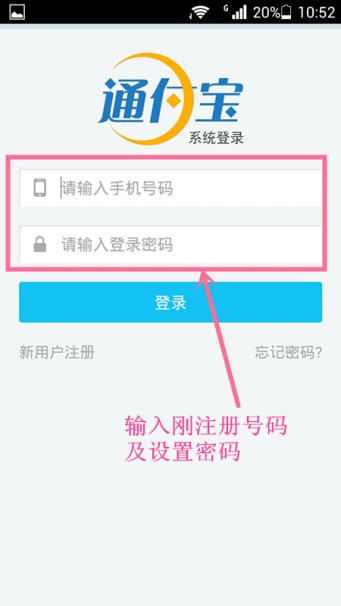 G 20% 10:52
通付宝
系统登录
请输入手机号码
请输入登录密码
登录
新用户注册 忘记密码?
输入刚注册号码
及设置密码